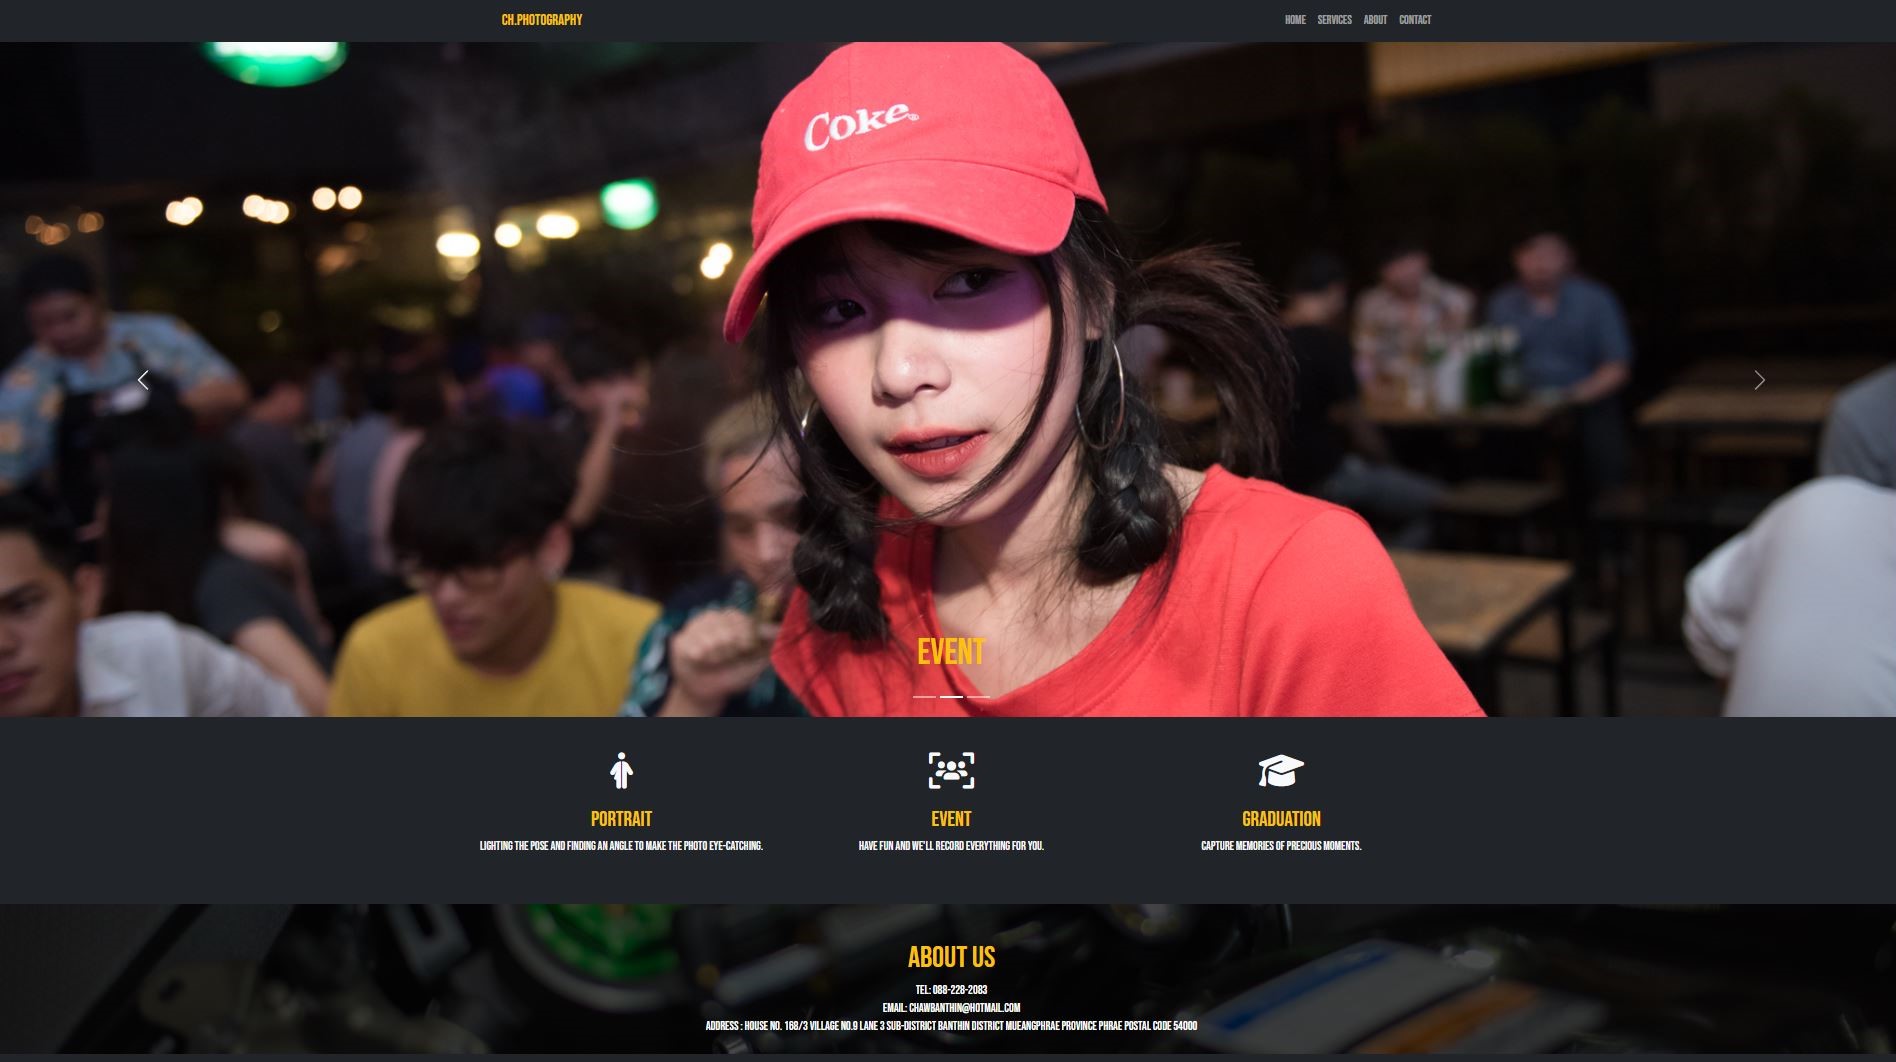 CH.PHOTOGRAPHY
HOME SERVICES ABOUT CONTACT
Coke®
EVENT
PORTRAIT
LIGHTING THE POSE AND FINDING AN ANGLE TO MAKE THE PHOTO EYE-CATCHING.
EVENT
HAVE FUN AND WE'LL RECORD EVERYTHING FOR YOU.
GRADUATION
CAPTURE MEMORIES OF PRECIOUS MOMENTS.
ABOUT US
TEL: 088-228-2083
EMAIL: CHAWBANTHIN@HOTMAIL.COM
ADDRESS : HOUSE NO. 168/3 VILLAGE NO.9 LANE 3 SUB-DISTRICT BANTHIN DISTRICT MUEANGPHRAE PROVINCE PHRAE POSTAL CODE 54000